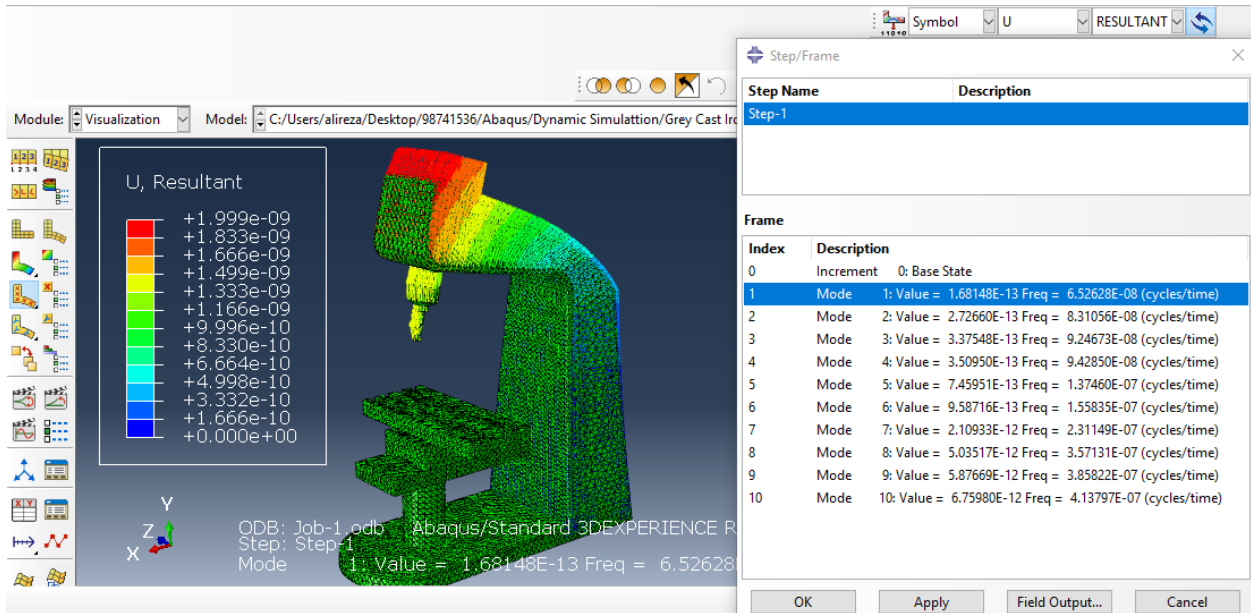 Symbol U RESULTANT
Step/Frame
Step Name Description
Step-1
Module: Visualization Model: C:/Users/alireza/Desktop/98741536/Abaqus/Dynamic Simulattion/Grey Cast Iro
U, Resultant
+1.999e-09
+1.833e-09
+1.666e-09
+1.499e-09
+1.333e-09
+1.166e-09
+9.996e-10
+8.330e-10
+6.664e-10
+4.998e-10
+3.332e-10
+1.666e-10
+0.000e+00
Y
Z
X
ODB: Job-1.odb Abaqus/Standard 3DEXPERIENCE R
Step: Step-1
Mode 1: Value = 1.68148E-13 Freq = 6.52628
Frame
Index Description
0 Increment 0: Base State
1 Mode 1: Value = 1.68148E-13 Freq = 6.52628E-08 (cycles/time)
2 Mode 2: Value = 2.72660E-13 Freq = 8.31056E-08 (cycles/time)
3 Mode 3: Value = 3.37548E-13 Freq = 9.24673E-08 (cycles/time)
4 Mode 4: Value = 3.50950E-13 Freq = 9.42850E-08 (cycles/time)
5 Mode 5: Value = 7.45951E-13 Freq = 1.37460E-07 (cycles/time)
6 Mode 6: Value = 9.58716E-13 Freq = 1.55835E-07 (cycles/time)
7 Mode 7: Value = 2.10933E-12 Freq = 2.31149E-07 (cycles/time)
8 Mode 8: Value = 5.03517E-12 Freq = 3.57131E-07 (cycles/time)
9 Mode 9: Value = 5.87669E-12 Freq = 3.85822E-07 (cycles/time)
10 Mode 10: Value = 6.75980E-12 Freq = 4.13797E-07 (cycles/time)
OK Apply Field Output... Cancel